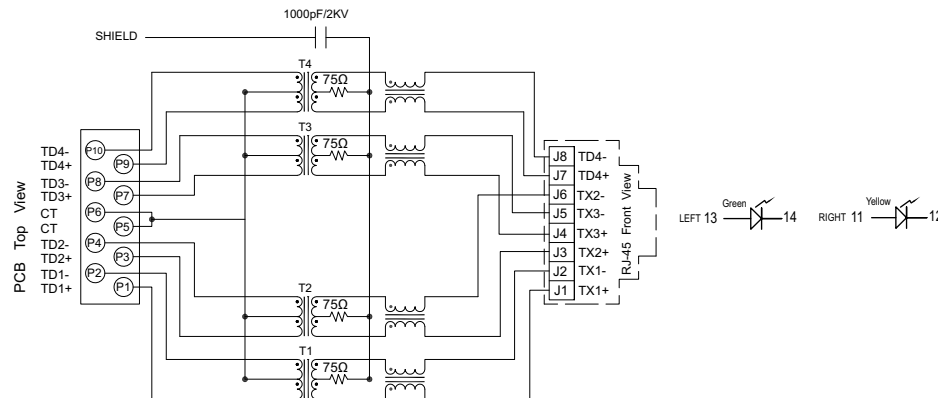 1000pF/2KV
SHIELD
T4
75Ω
T3
75Ω
PCB Top View
TD4- P10
TD4+ P9
TD3- P8
TD3+ P7
CT P6
CT P5
TD2- P4
TD2+ P3
TD1- P2
TD1+ P1
T2
75Ω
T1
75Ω
J8 TD4-
J7 TD4+
J6 TX2-
J5 TX3-
J4 TX3+
J3 TX2+
J2 TX1-
J1 TX1+
RJ-45 Front View
Green
LEFT 13 14
Yellow
RIGHT 11 12